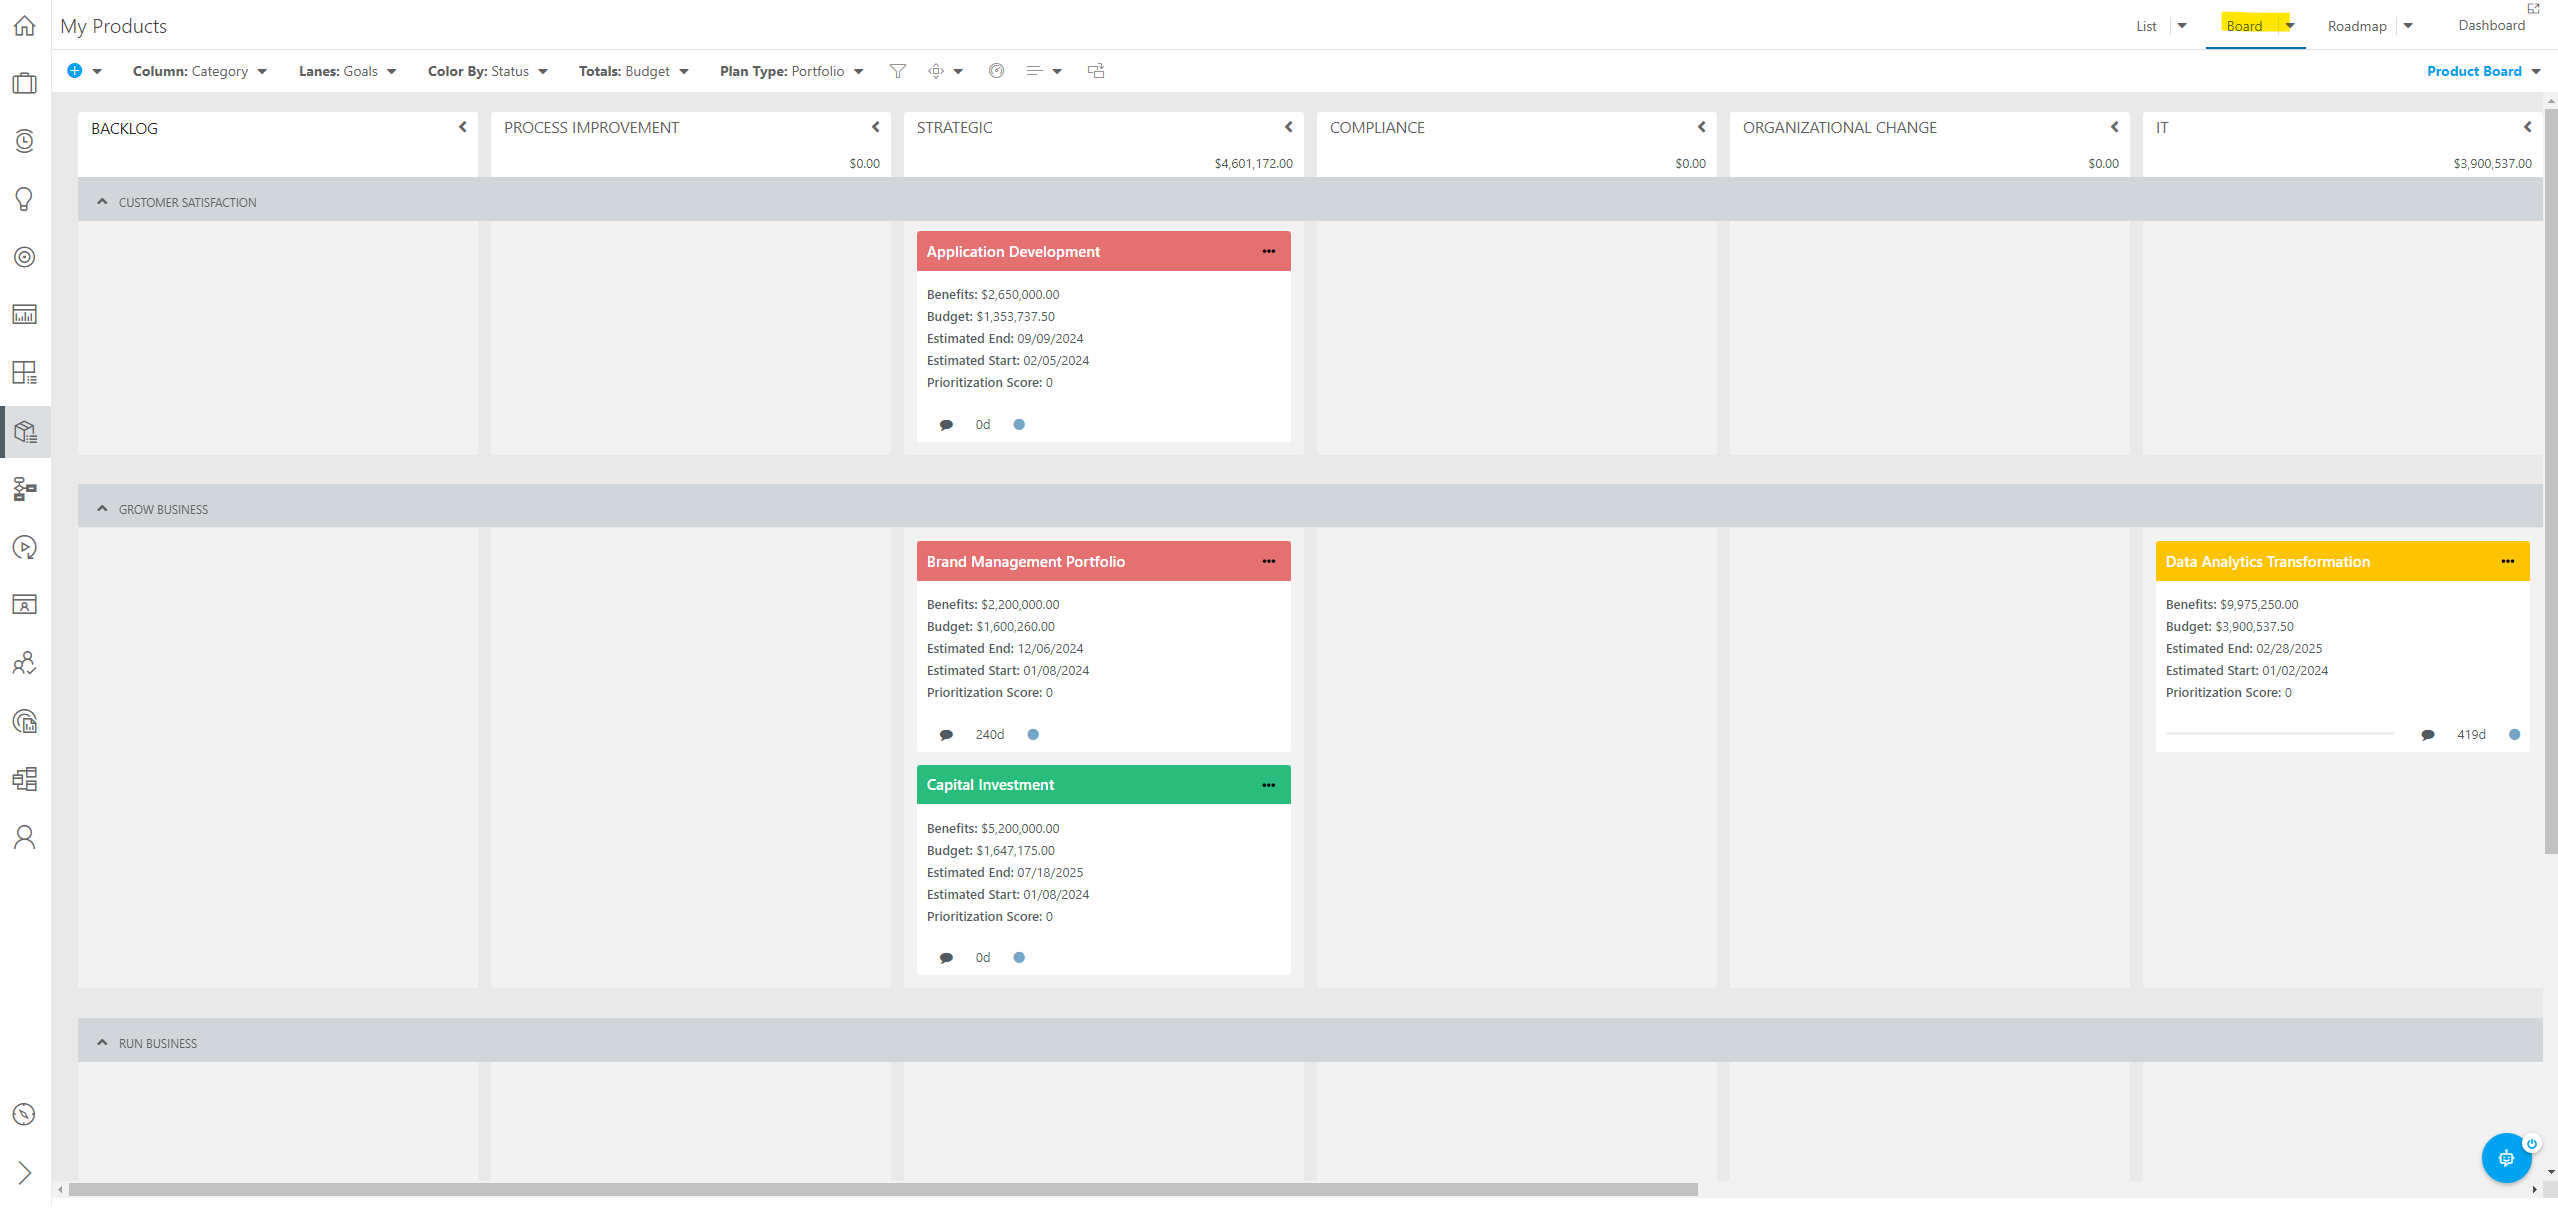 My Products
List
Board
Roadmap
Dashboard
Column: Category
Lanes: Goals
Color By: Status
Totals: Budget
Plan Type: Portfolio
Product Board
BACKLOG
PROCESS IMPROVEMENT
$0.00
STRATEGIC
$4,601,172.00
COMPLIANCE
$0.00
ORGANIZATIONAL CHANGE
$0.00
IT
$3,900,537.00
CUSTOMER SATISFACTION
Application Development
Benefits: $2,650,000.00
Budget: $1,353,737.50
Estimated End: 09/09/2024
Estimated Start: 02/05/2024
Prioritization Score: 0
0d
GROW BUSINESS
Brand Management Portfolio
Benefits: $2,200,000.00
Budget: $1,600,260.00
Estimated End: 12/06/2024
Estimated Start: 01/08/2024
Prioritization Score: 0
240d
Capital Investment
Benefits: $5,200,000.00
Budget: $1,647,175.00
Estimated End: 07/18/2025
Estimated Start: 01/08/2024
Prioritization Score: 0
0d
Data Analytics Transformation
Benefits: $9,975,250.00
Budget: $3,900,537.50
Estimated End: 02/28/2025
Estimated Start: 01/02/2024
Prioritization Score: 0
419d
RUN BUSINESS